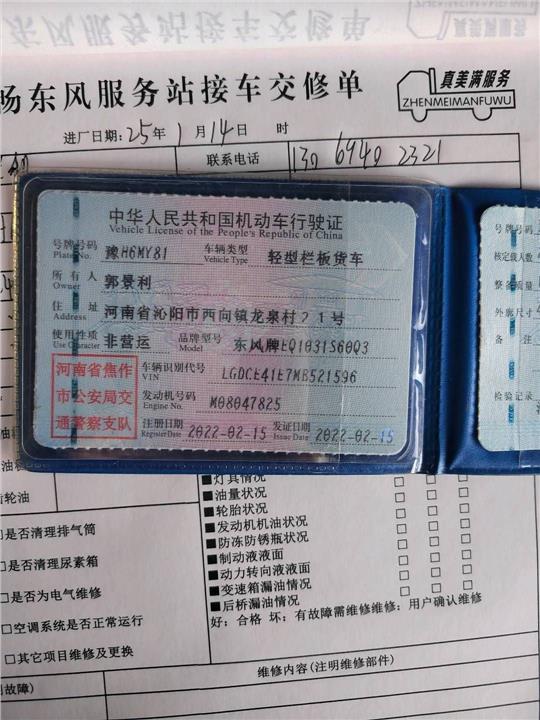 杨东风服务站接车交修单
真美满服务
ZHENMEIMANFUWU
进厂日期: 25 年 1 月 14 日 时
联系电话 130 6940 2321
中华人民共和国机动车行驶证
Vehicle License of the People's Republic of China
号牌号码 豫H6MY81 车辆类型 轻型栏板货车
Plate No. Vehicle Type
所有人 郭景利
Owner
住址 河南省沁阳市西向镇龙泉村21号
Address
使用性质 非营运 品牌型号 东风牌EQ1031S60Q3
Use Character Model
河南省焦作
市公安局交
通警察支队
车辆识别代号 LGDCE41E7MB521596
VIN
发动机号码 M08047825
Engine No.
注册日期 2022-02-15 发证日期 2022-02-15
Register Date Issue Date
号牌号码
核定载人数
整备质量
外廓尺寸
备注
检验记录
齿轮油
□是否清理排气筒
□是否清理尿素箱
□是否为电气维修
□空调系统是否正常运行
□其它项目维修及更换
■灯具情况
■油量状况
■轮胎状况
■发动机机油状况
■防冻防锈瓶状况
■制动液液面
■动力转向液液面
■变速箱漏油情况
■后桥漏油情况
好: 合格 坏: 有故障需维修维修: 用户确认维修
维修内容(注明维修部件)